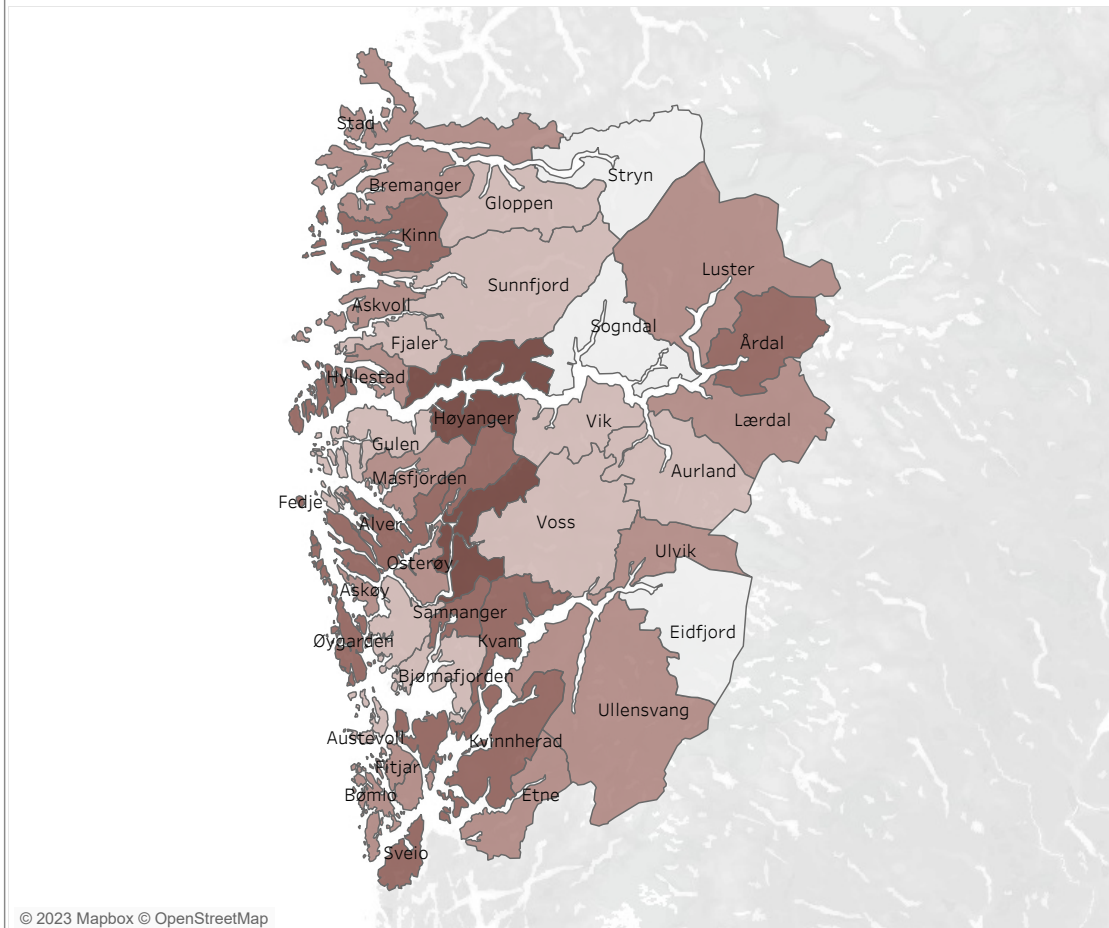 Stad
Stryn
Bremanger
Gloppen
Kinn
Luster
Sunnfjord
Askvoll
Sogndal
Fjaler
Årdal
Hyllestad
Høyanger
Vik
Lærdal
Gulen
Aurland
Masfjorden
Fedje
Alver
Voss
Ulvik
Osterøy
Askøy
Samnanger
Eidfjord
Øygarden
Kvam
Bjørnafjorden
Ullensvang
Austevoll
Kvinnherad
Fitjar
Bømlo
Etne
Sveio
© 2023 Mapbox © OpenStreetMap